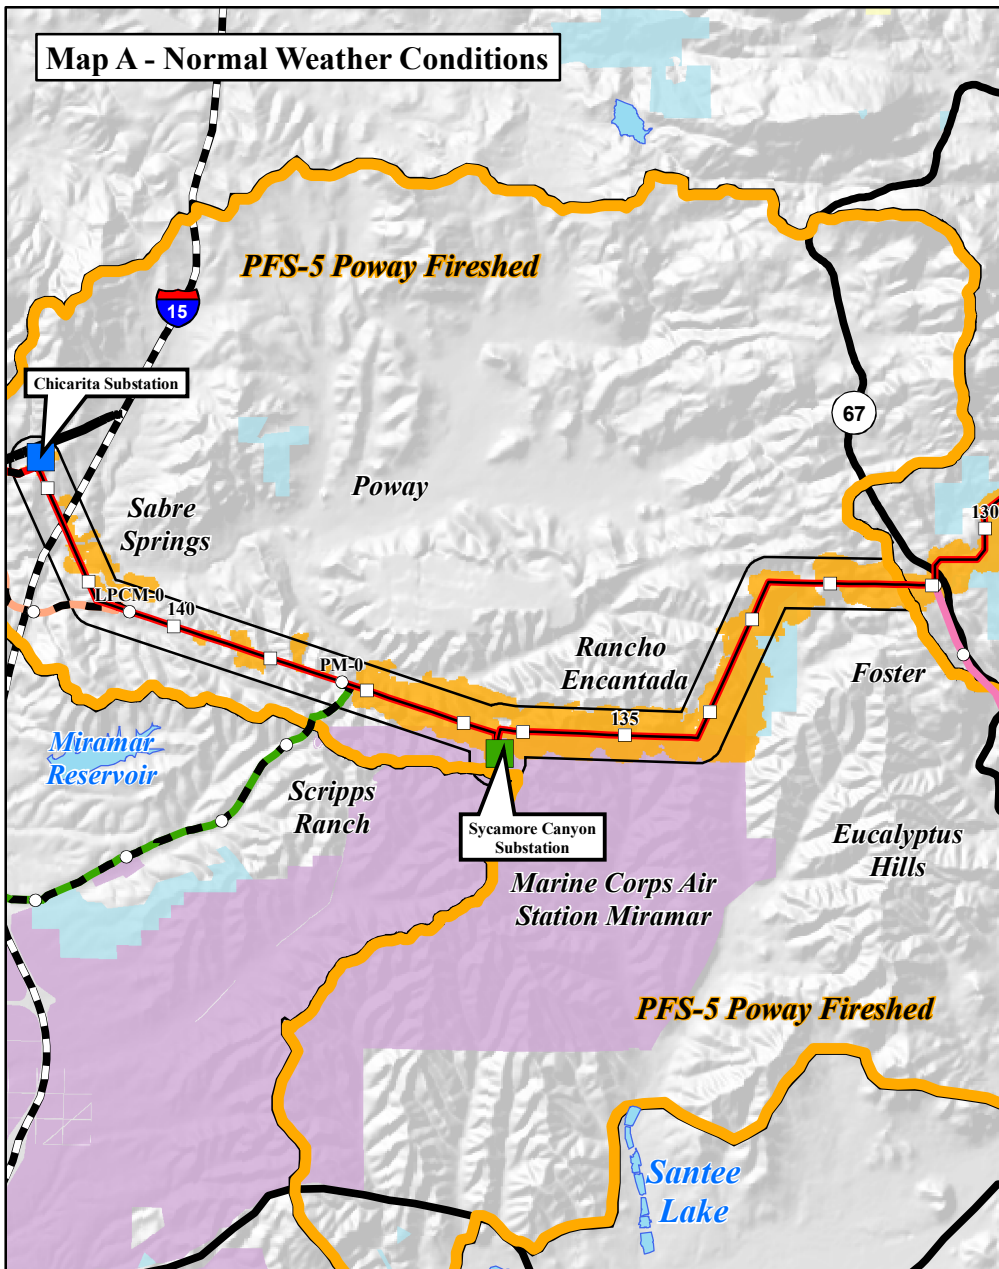 Map A - Normal Weather Conditions
PFS-5 Poway Fireshed
15
Chicarita Substation
67
Poway
Sabre
Springs
130
LPCM-0
140
Rancho
Encantada
PM-0
Foster
135
Miramar
Reservoir
Scripps
Ranch
Sycamore Canyon
Substation
Eucalyptus
Hills
Marine Corps Air
Station Miramar
PFS-5 Poway Fireshed
Santee
Lake